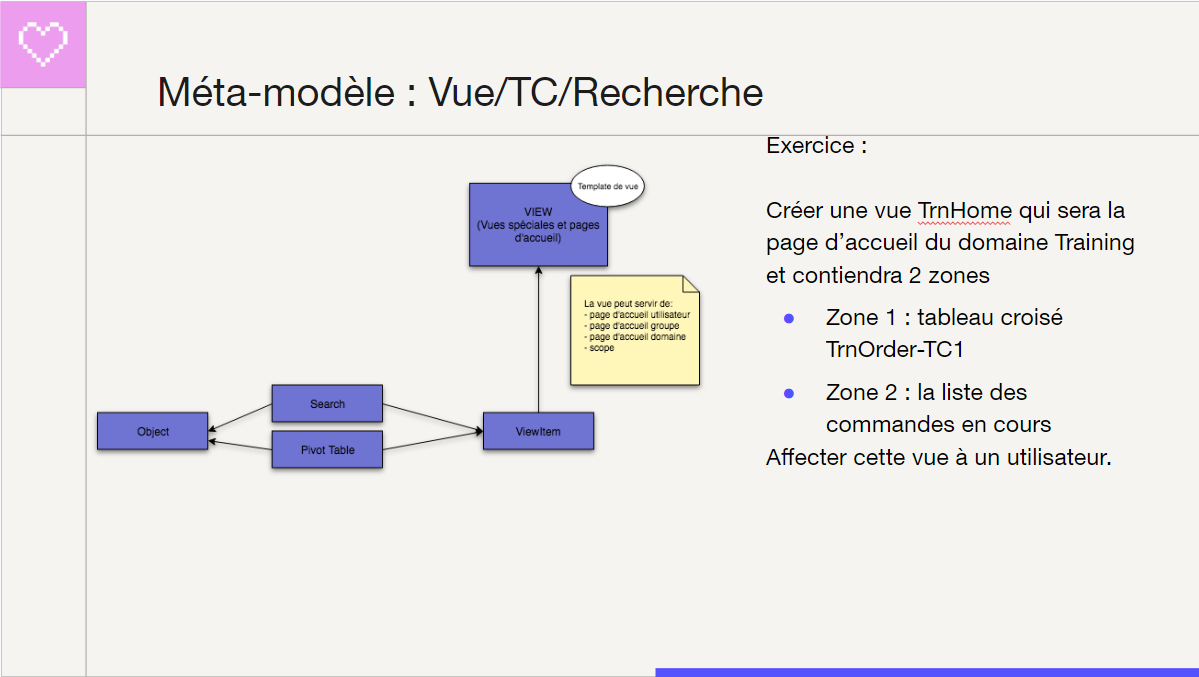 Méta-modèle : Vue/TC/Recherche
Template de vue
VIEW
(Vues spéciales et pages
d'accueil)
La vue peut servir de:
- page d'accueil utilisateur
- page d'accueil groupe
- page d'accueil domaine
- scope
Search
Object
Pivot Table
ViewItem
Exercice :
Créer une vue TrnHome qui sera la
page d’accueil du domaine Training
et contiendra 2 zones
● Zone 1 : tableau croisé
TrnOrder-TC1
● Zone 2 : la liste des
commandes en cours
Affecter cette vue à un utilisateur.